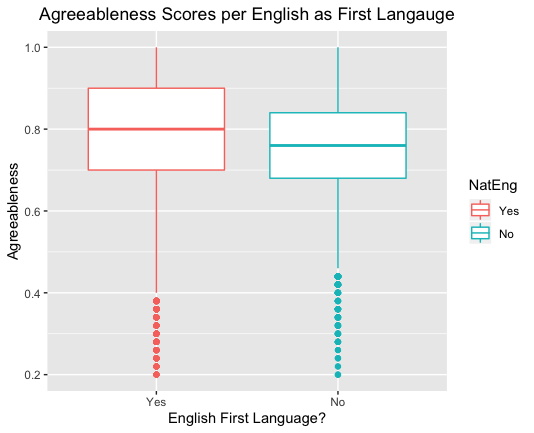 Agreeableness Scores per English as First Langauge
1.0
0.8
0.6
0.4
0.2
Agreeableness
Yes
No
English First Language?
NatEng
Yes
No